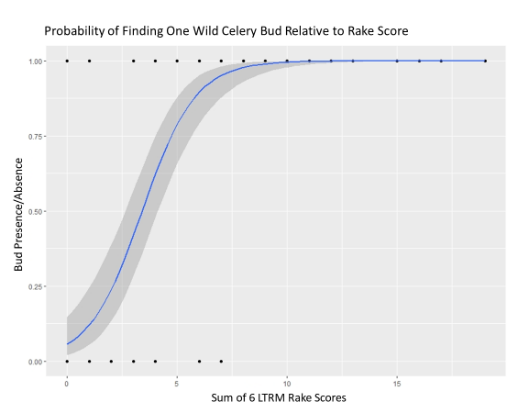 Probability of Finding One Wild Celery Bud Relative to Rake Score
1.00
0.75
0.50
0.25
0.00
Bud Presence/Absence
0 5 10 15
Sum of 6 LTRM Rake Scores